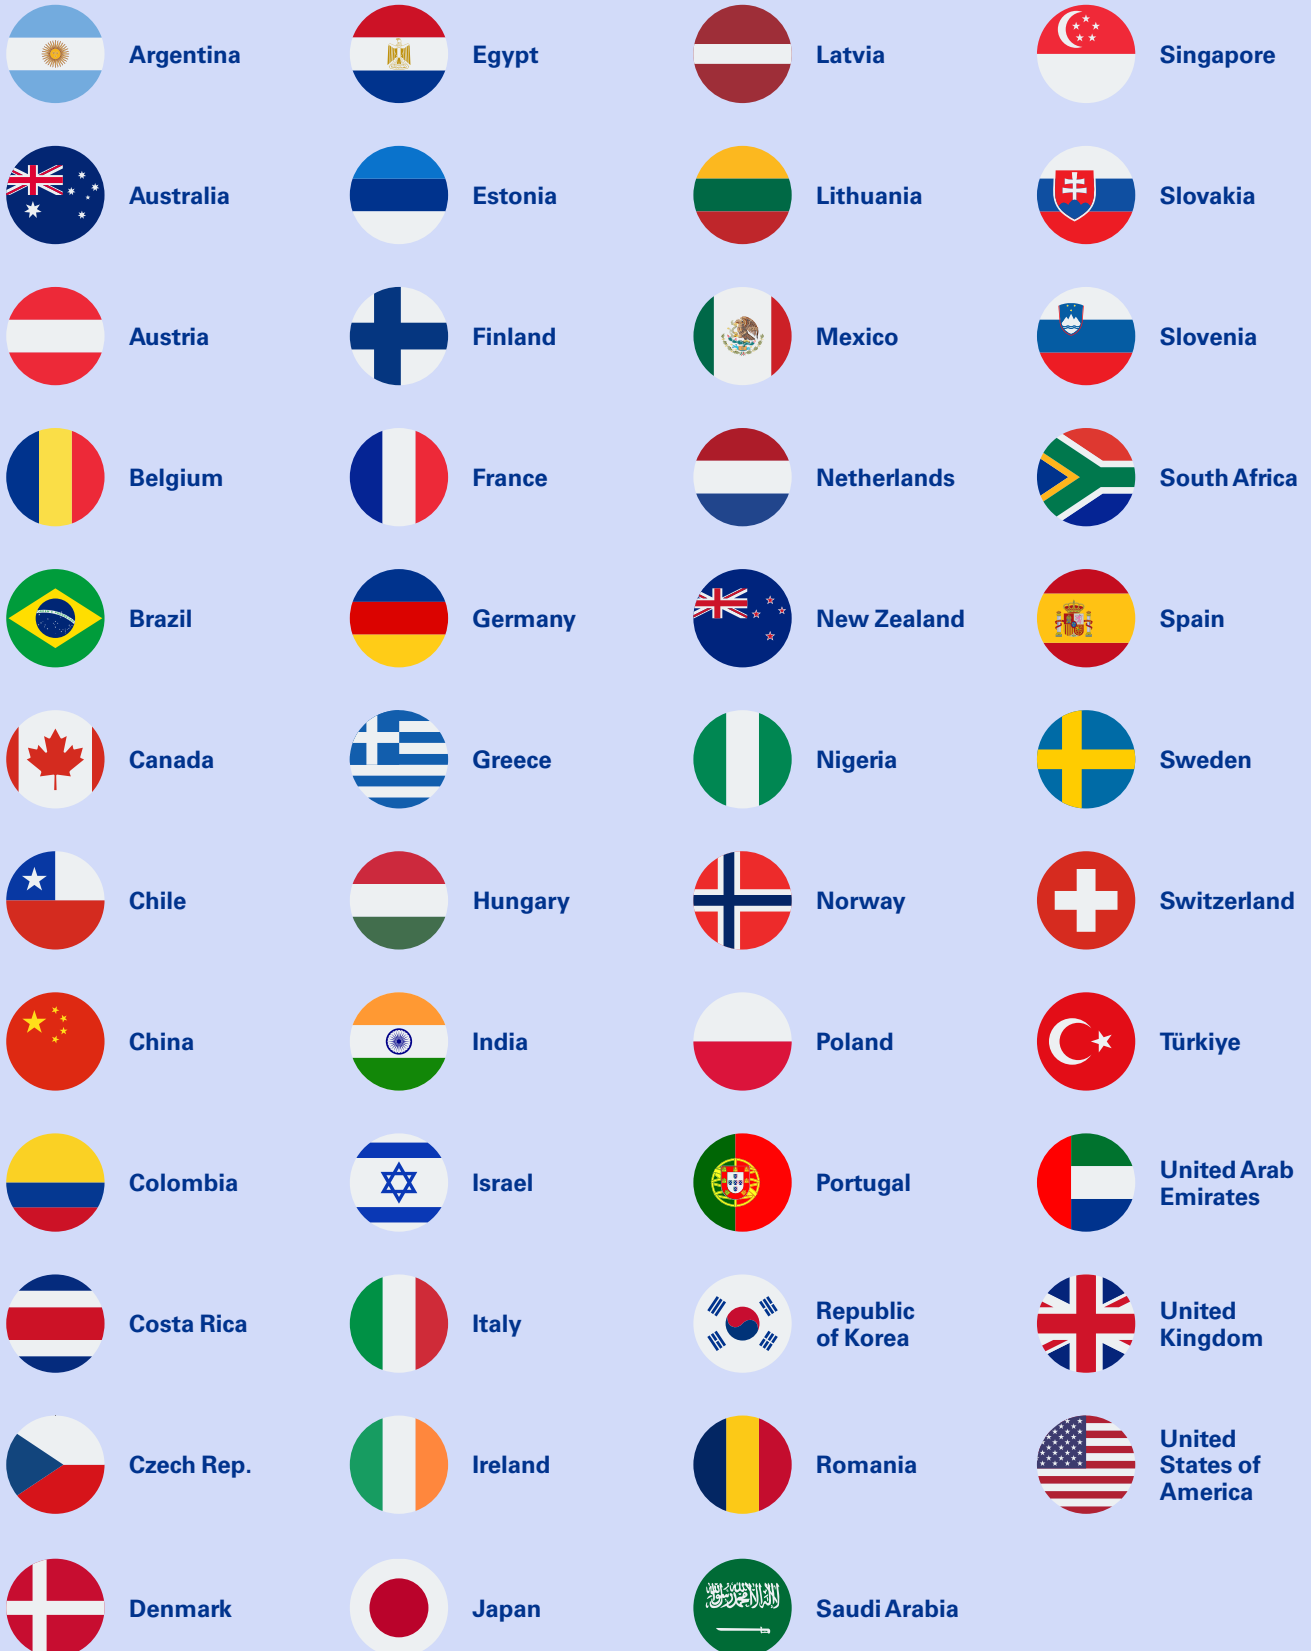 Argentina
Australia
Austria
Belgium
Brazil
Canada
Chile
China
Colombia
Costa Rica
Czech Rep.
Denmark
Egypt
Estonia
Finland
France
Germany
Greece
Hungary
India
Israel
Italy
Ireland
Japan
Latvia
Lithuania
Mexico
Netherlands
New Zealand
Nigeria
Norway
Poland
Portugal
Republic
of Korea
Romania
Saudi Arabia
Singapore
Slovakia
Slovenia
South Africa
Spain
Sweden
Switzerland
Türkiye
United Arab
Emirates
United
Kingdom
United
States of
America